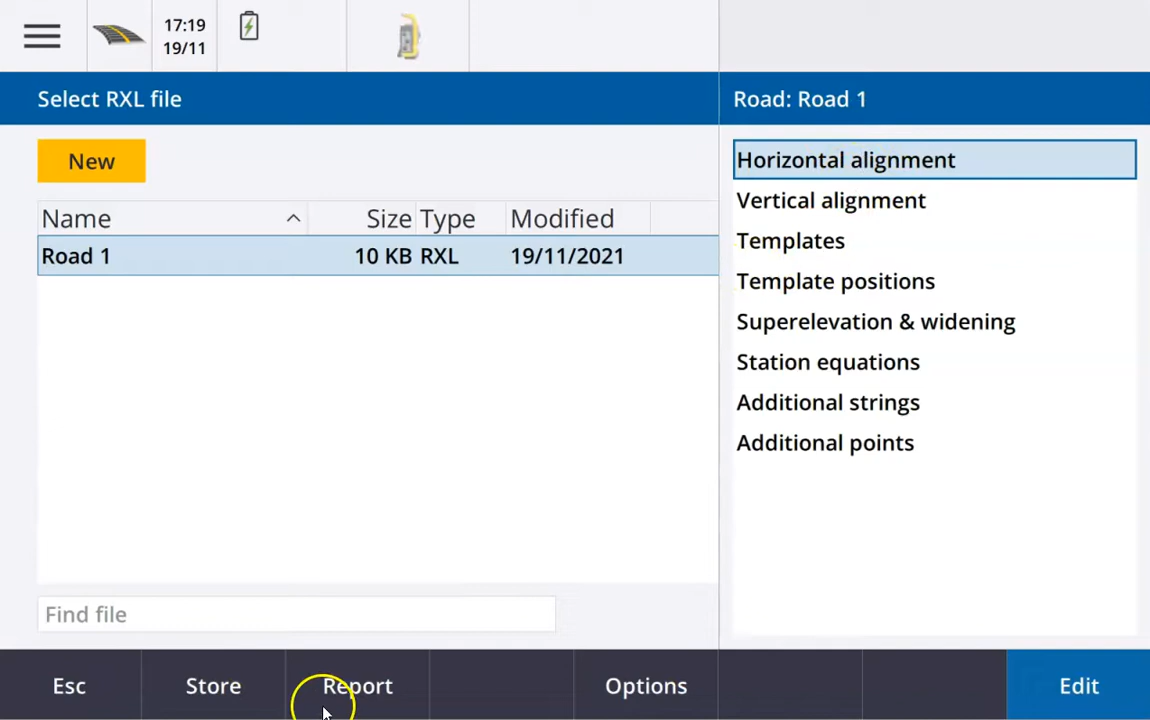 17:19
19/11
Select RXL file
Road: Road 1
New
Name Size Type Modified
Road 1 10 KB RXL 19/11/2021
Horizontal alignment
Vertical alignment
Templates
Template positions
Superelevation & widening
Station equations
Additional strings
Additional points
Find file
Esc Store Report Options Edit